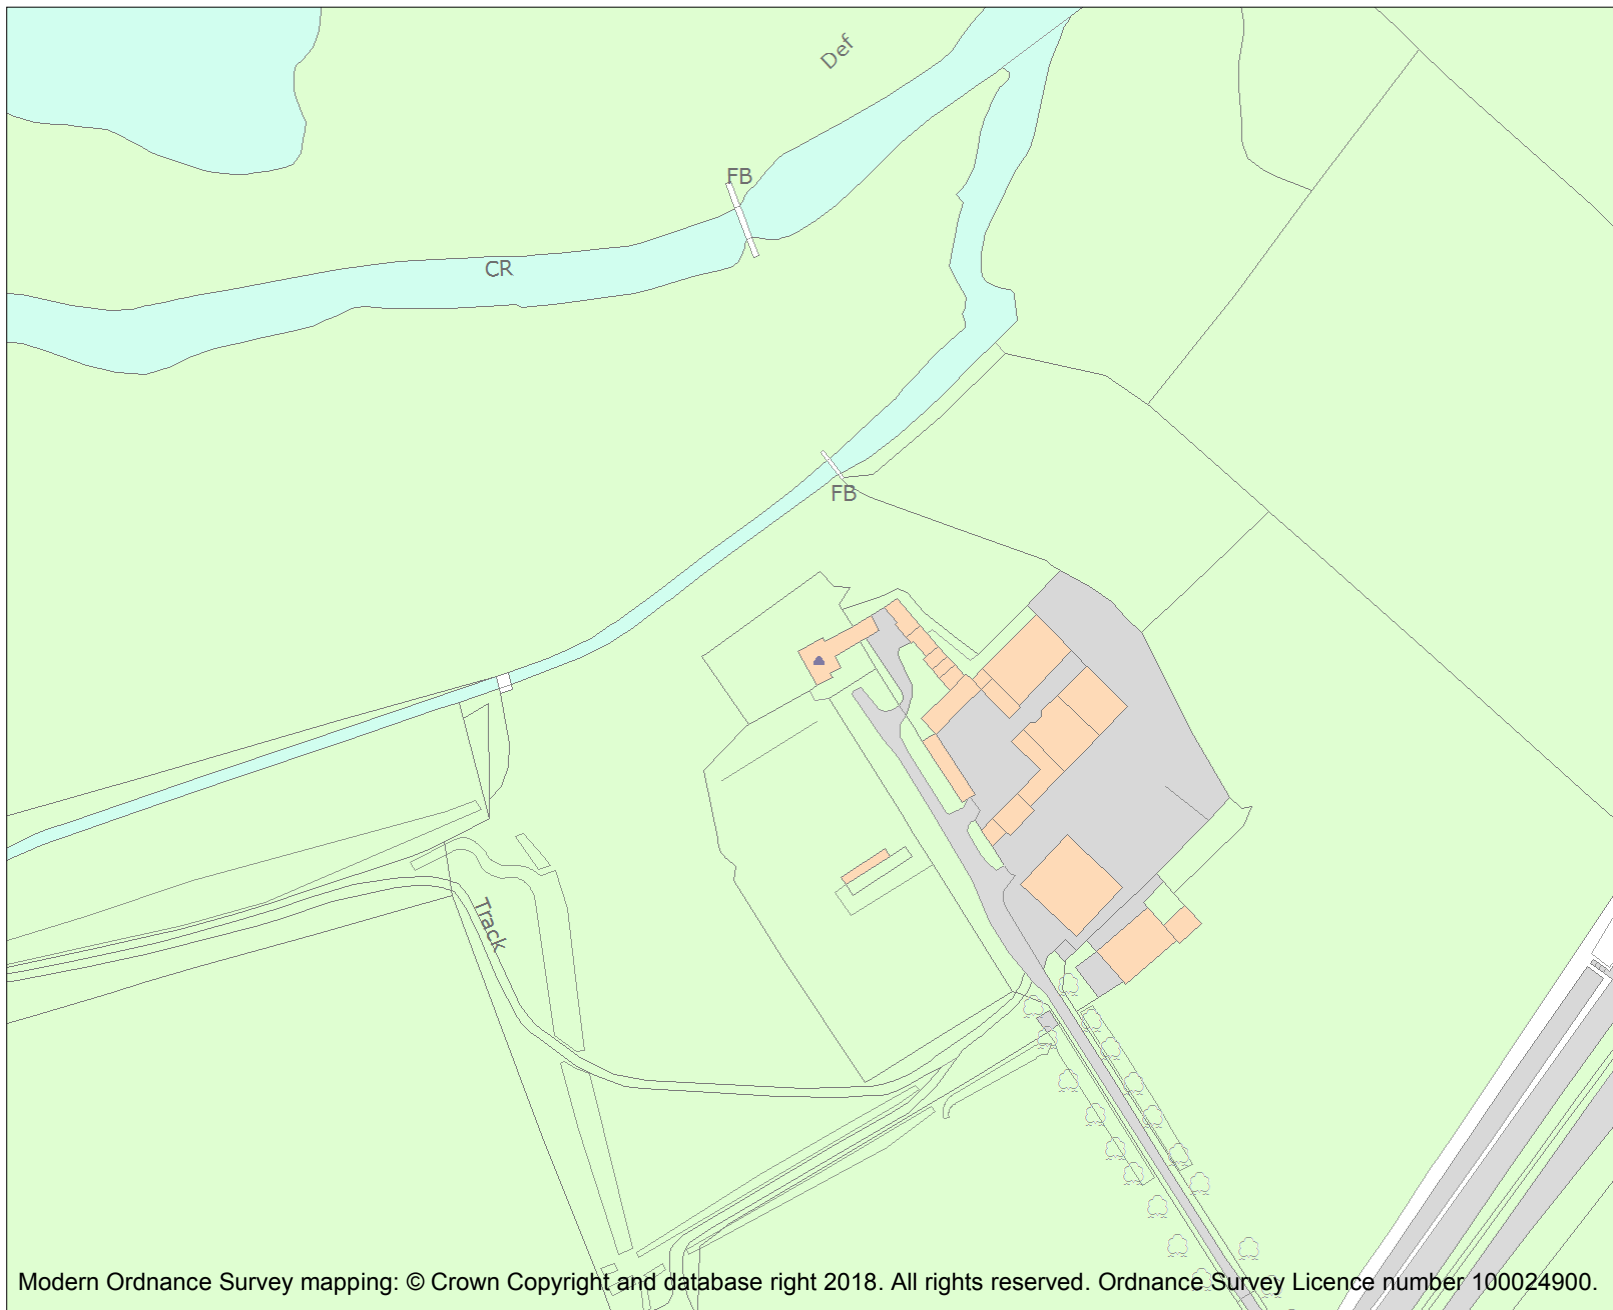 Def
FB
CR
FB
Track
Modern Ordnance Survey mapping: © Crown Copyright and database right 2018. All rights reserved. Ordnance Survey Licence number 100024900.